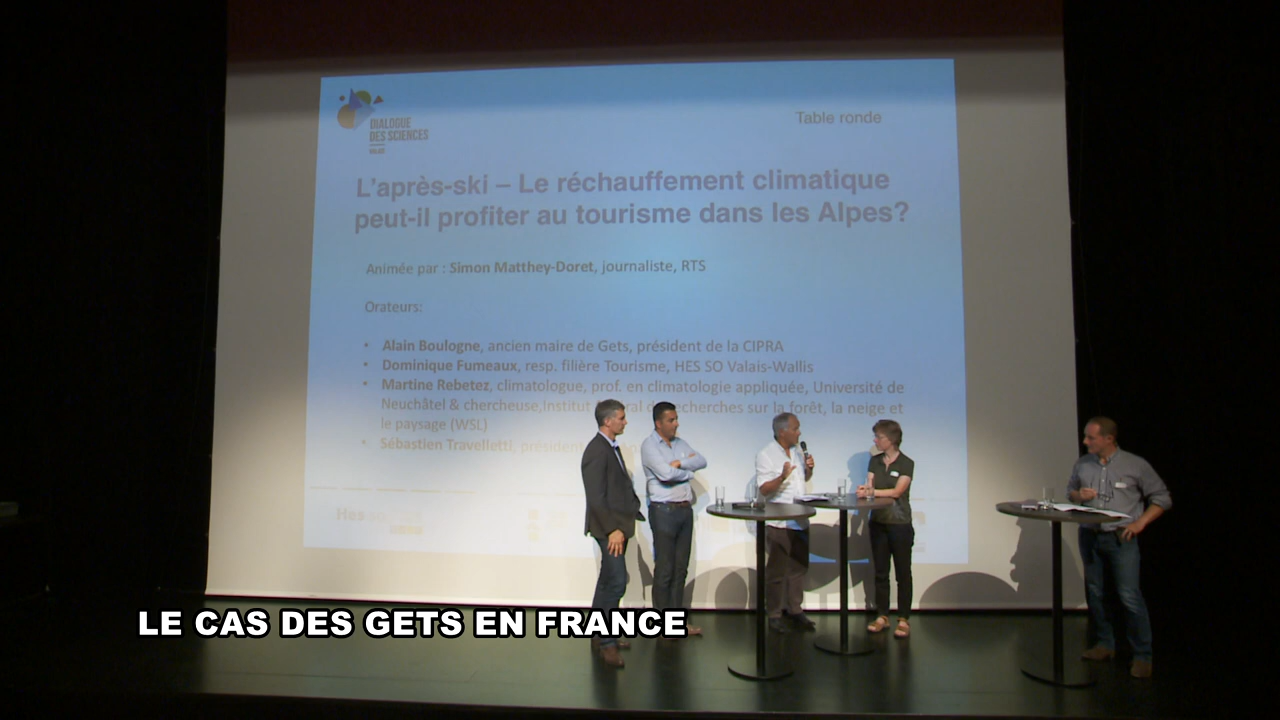 DIALOGUE
DES SCIENCES
Table ronde
L'après-ski – Le réchauffement climatique
peut-il profiter au tourisme dans les Alpes?
Animée par : Simon Matthey-Doret, journaliste, RTS
Orateurs:
• Alain Boulogne, ancien maire de Gets, président de la CIPRA
• Dominique Fumeaux, resp. filière Tourisme, HES SO Valais-Wallis
• Martine Rebetez, climatologue, prof. en climatologie appliquée, Université de
Neuchâtel & chercheuse,Institut recherches sur la forêt, la neige et
le paysage (WSL)
• Sébastien Travelletti, président
Hes
LE CAS DES GETS EN FRANCE